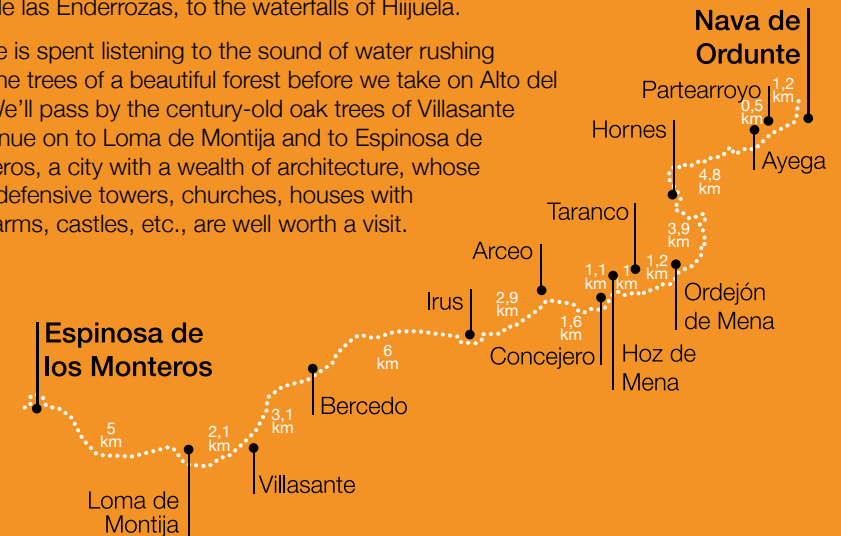 de las Enderrozas, to the waterfalls of Hiijuela.
e is spent listening to the sound of water rushing
he trees of a beautiful forest before we take on Alto del
We'll pass by the century-old oak trees of Villasante
nue on to Loma de Montija and to Espinosa de
eros, a city with a wealth of architecture, whose
defensive towers, churches, houses with
arms, castles, etc., are well worth a visit.
Nava de
Ordunte
Partearroyo
1,2
km
0,5
km
Hornes
Ayega
4,8
km
Taranco
3,9
km
Arceo
1,1
km
1
km
1,2
km
Ordejón
de Mena
Irus
2,9
km
1,6
km
Concejero
Hoz de
Mena
Espinosa de
los Monteros
6
km
Bercedo
5
km
2,1
km
3,1
km
Villasante
Loma de
Montija